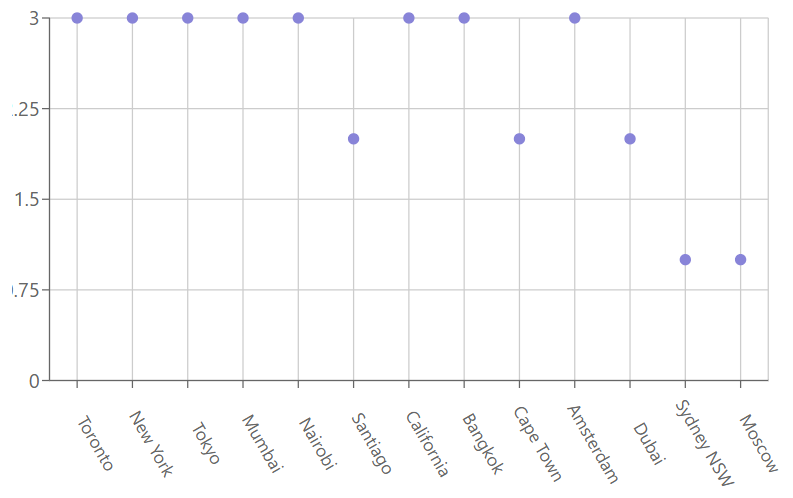 3
.25
1.5
.75
0
Toronto
New York
Tokyo
Mumbai
Nairobi
Santiago
California
Bangkok
Cape Town
Amsterdam
Dubai
Sydney NSW
Moscow